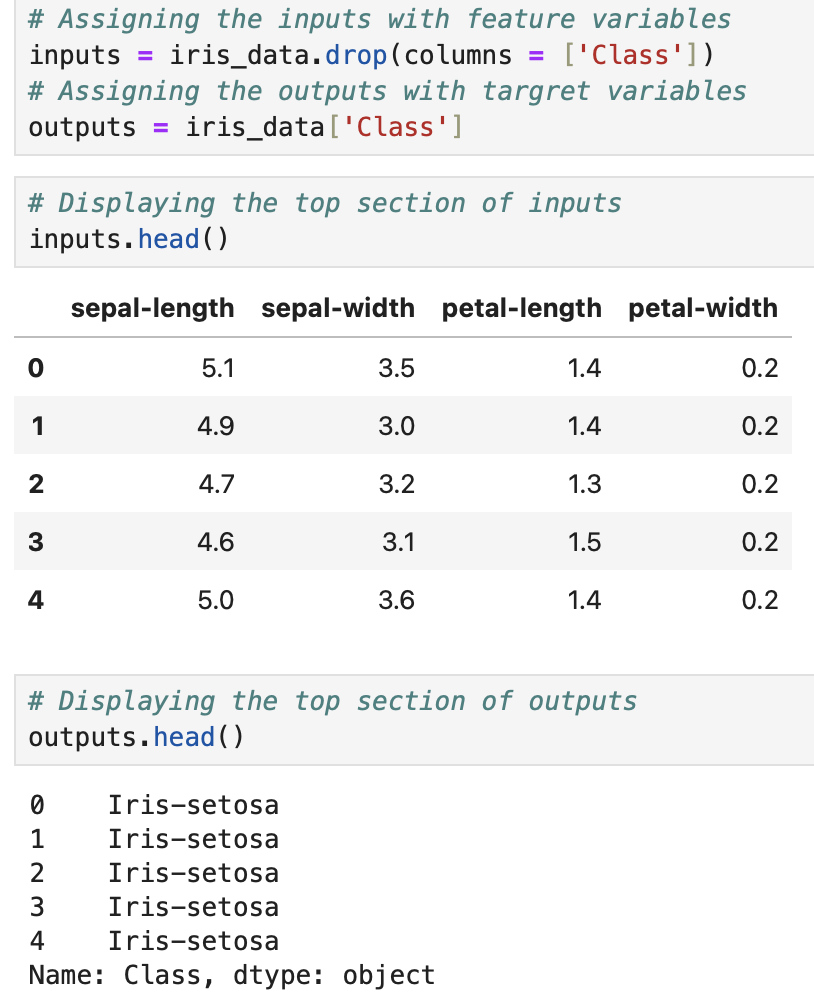 # Assigning the inputs with feature variables
inputs = iris_data.drop(columns = ['Class'])
# Assigning the outputs with targret variables
outputs = iris_data['Class']
# Displaying the top section of inputs
inputs.head()
sepal-length sepal-width petal-length petal-width
0 5.1 3.5 1.4 0.2
1 4.9 3.0 1.4 0.2
2 4.7 3.2 1.3 0.2
3 4.6 3.1 1.5 0.2
4 5.0 3.6 1.4 0.2
# Displaying the top section of outputs
outputs.head()
0 Iris-setosa
1 Iris-setosa
2 Iris-setosa
3 Iris-setosa
4 Iris-setosa
Name: Class, dtype: object